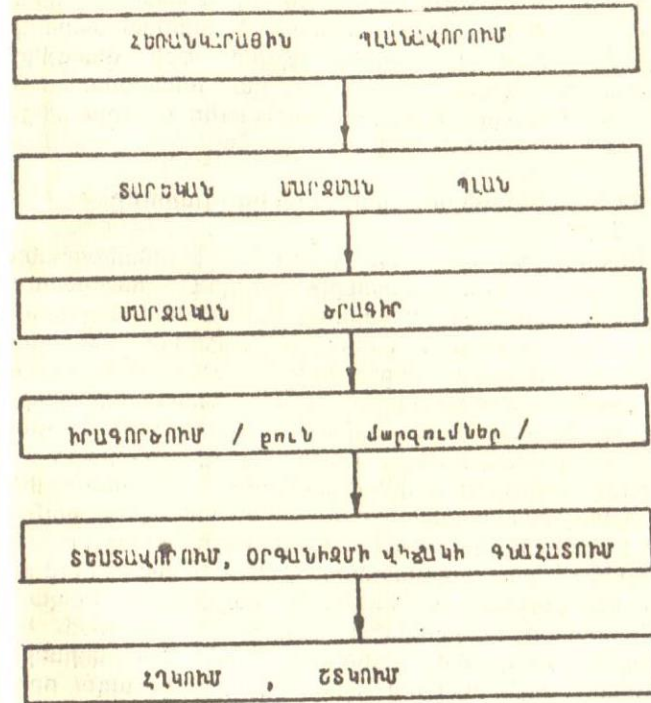 ՀԵՌԱՆԿԱՐԱՅԻՆ ՊԼԱՆԱՎՈՐՈՒՄ
ՏԱՐԵԿԱՆ ՄԱՐԶՄԱՆ ՊԼԱՆ
ՄԱՐԶԱԿԱՆ ԾՐԱԳԻՐ
ԻՐԱԳՈՐԾՈՒՄ / բուն մարզումներ /
ՏԵՍՏԱՎՈՐՈՒՄ, ՕՐԳԱՆԻԶՄԻ ՎԻՃԱԿԻ ԳՆԱՀԱՏՈՒՄ
ՀՂԿՈՒՄ , ՇՏԿՈՒՄ